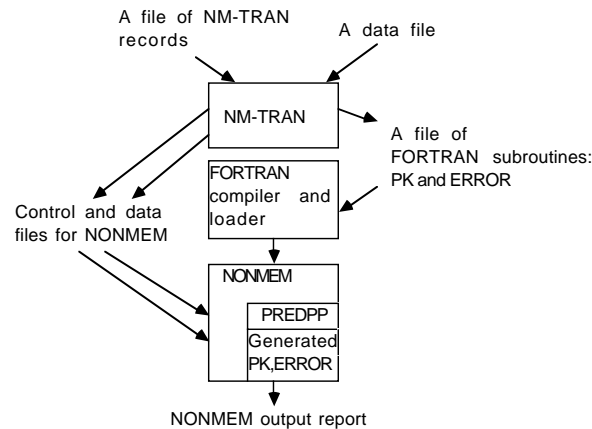 A file of NM-TRAN
records
A data file
NM-TRAN
A file of
FORTRAN subroutines:
PK and ERROR
FORTRAN
compiler and
loader
Control and data
files for NONMEM
NONMEM
PREDPP
Generated
PK,ERROR
NONMEM output report